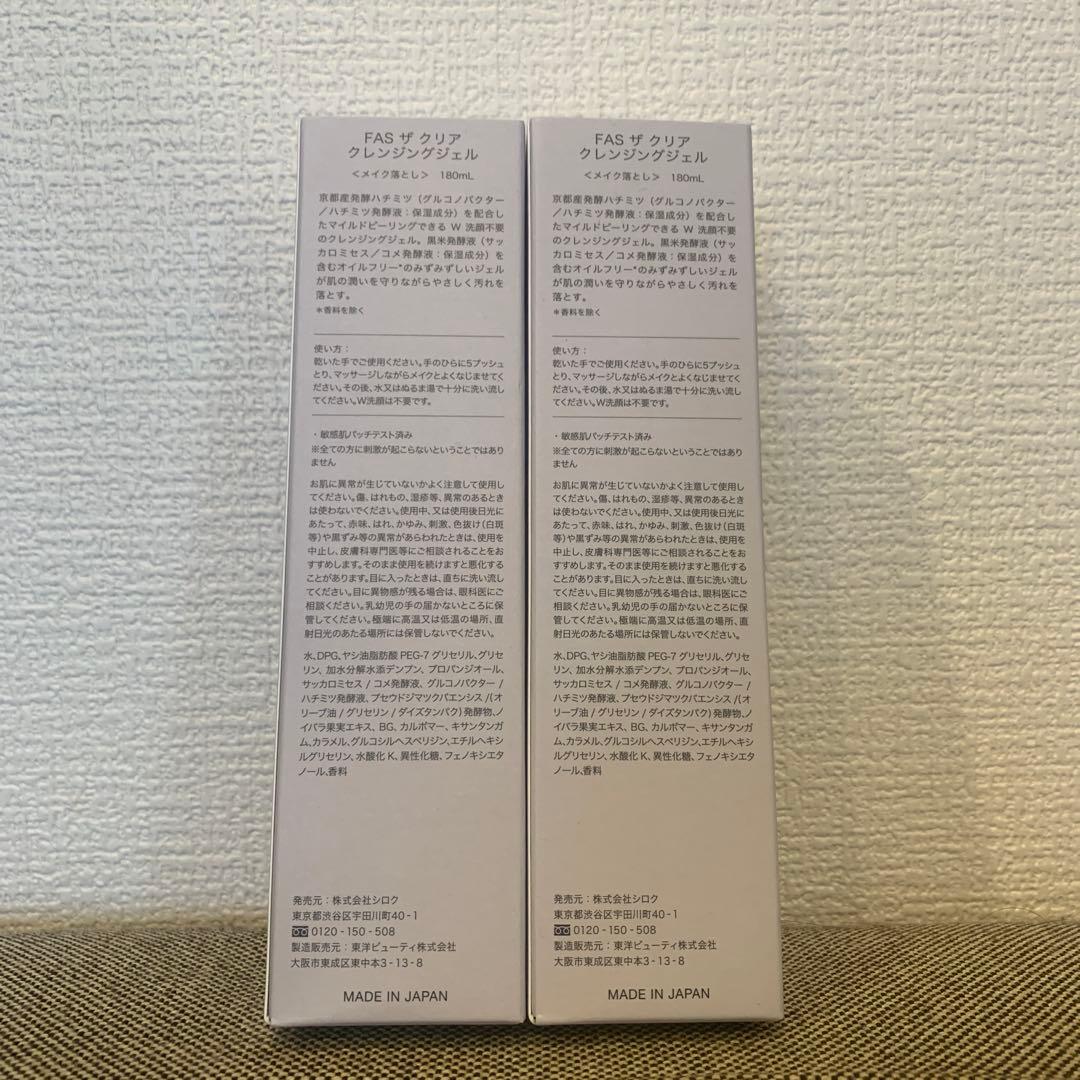 FAS ザ クリア
クレンジングジェル
＜メイク落とし＞ 180mL
京都産発酵ハチミツ（グルコノバクター
／ハチミツ発酵液：保湿成分）を配合し
たマイルドピーリングできる W 洗顔不要
のクレンジングジェル。黒米発酵液（サッ
カロミセス／コメ発酵液：保湿成分）を
含むオイルフリー*のみずみずしいジェル
が肌の潤いを守りながらやさしく汚れを
落とす。
＊香料を除く
使い方：
乾いた手でご使用ください。手のひらに5プッシュ
とり、マッサージしながらメイクとよくなじませてく
ださい。その後、水又はぬるま湯で十分に洗い流し
てください。W洗顔は不要です。
・敏感肌パッチテスト済み
※全ての方に刺激が起こらないということではあり
ません
お肌に異常が生じていないかよく注意して使用し
てください。傷、はれもの、湿疹等、異常のあるとき
は使わないでください。使用中、又は使用後日光に
あたって、赤味、はれ、かゆみ、刺激、色抜け（白斑
等）や黒ずみ等の異常があらわれたときは、使用を
中止し、皮膚科専門医等にご相談されることをお
すすめします。そのまま使用を続けますと悪化する
ことがあります。目に入ったときは、直ちに洗い流し
てください。目に異物感が残る場合は、眼科医にご
相談ください。乳幼児の手の届かないところに保
管してください。極端に高温又は低温の場所、直
射日光のあたる場所には保管しないでください。
水、DPG、ヤシ油脂肪酸 PEG-7 グリセリル、グリセ
リン、加水分解水添デンプン、プロパンジオール、
サッカロミセス / コメ発酵液、グルコノバクター /
ハチミツ発酵液、プセウドジマツクバエンシス /(オ
リーブ油 / グリセリン / ダイズタンパク) 発酵物、ノ
イバラ果実エキス、BG、カルボマー、キサンタンガ
ム、カラメル、グルコシルヘスペリジン、エチルヘキシ
ルグリセリン、水酸化 K、異性化糖、フェノキシエタ
ノール、香料
発売元：株式会社シロク
東京都渋谷区宇田川町40-1
0120-150-508
製造販売元：東洋ビューティ株式会社
大阪市東成区東中本3-13-8
MADE IN JAPAN
FAS ザ クリア
クレンジングジェル
＜メイク落とし＞ 180mL
京都産発酵ハチミツ（グルコノバクター
／ハチミツ発酵液：保湿成分）を配合し
たマイルドピーリングできる W 洗顔不要
のクレンジングジェル。黒米発酵液（サッ
カロミセス／コメ発酵液：保湿成分）を
含むオイルフリー*のみずみずしいジェル
が肌の潤いを守りながらやさしく汚れを
落とす。
＊香料を除く
使い方：
乾いた手でご使用ください。手のひらに5プッシュ
とり、マッサージしながらメイクとよくなじませてく
ださい。その後、水又はぬるま湯で十分に洗い流し
てください。W洗顔は不要です。
・敏感肌パッチテスト済み
※全ての方に刺激が起こらないということではあり
ません
お肌に異常が生じていないかよく注意して使用し
てください。傷、はれもの、湿疹等、異常のあるとき
は使わないでください。使用中、又は使用後日光に
あたって、赤味、はれ、かゆみ、刺激、色抜け（白斑
等）や黒ずみ等の異常があらわれたときは、使用を
中止し、皮膚科専門医等にご相談されることをお
すすめします。そのまま使用を続けますと悪化する
ことがあります。目に入ったときは、直ちに洗い流し
てください。目に異物感が残る場合は、眼科医にご
相談ください。乳幼児の手の届かないところに保
管してください。極端に高温又は低温の場所、直
射日光のあたる場所には保管しないでください。
水、DPG、ヤシ油脂肪酸 PEG-7 グリセリル、グリセ
リン、加水分解水添デンプン、プロパンジオール、
サッカロミセス / コメ発酵液、グルコノバクター /
ハチミツ発酵液、プセウドジマツクバエンシス /(オ
リーブ油 / グリセリン / ダイズタンパク) 発酵物、ノ
イバラ果実エキス、BG、カルボマー、キサンタンガ
ム、カラメル、グルコシルヘスペリジン、エチルヘキシ
ルグリセリン、水酸化 K、異性化糖、フェノキシエタ
ノール、香料
発売元：株式会社シロク
東京都渋谷区宇田川町40-1
0120-150-508
製造販売元：東洋ビューティ株式会社
大阪市東成区東中本3-13-8
MADE IN JAPAN